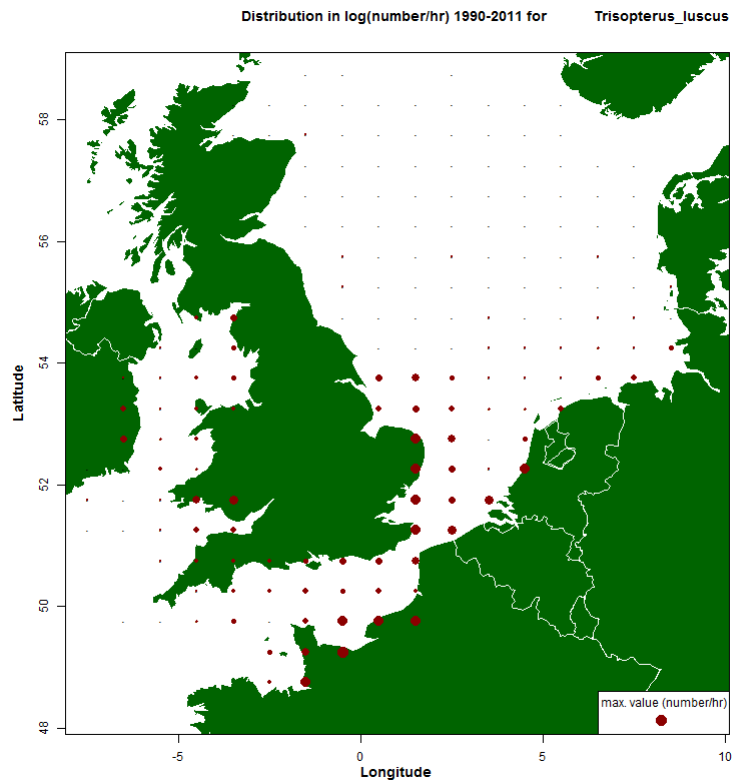 Distribution in log(number/hr) 1990-2011 for Trisopterus_luscus
58
56
54
52
50
48
Latitude
-5 0 5 10
Longitude
max. value (number/hr)